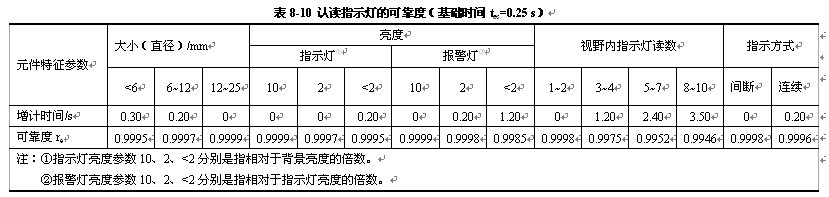 表 8-10 认读指示灯的可靠度（基础时间 t₀₀=0.25 s）
元件特征参数 大小（直径）/mm 亮度 视野内指示灯读数 指示方式
指示灯① 报警灯②
<6 6~12 12~25 10 2 <2 10 2 <2 1~2 3~4 5~7 8~10 间断 连续
增计时间/s 0.30 0.20 0 0 0 0.20 0 0.20 1.20 0 1.20 2.40 3.50 0 0.20
可靠度 r 0.9995 0.9997 0.9999 0.9999 0.9997 0.9995 0.9999 0.9998 0.9985 0.9998 0.9975 0.9952 0.9946 0.9998 0.9996
注：①指示灯亮度参数 10、2、<2 分别是指相对于背景亮度的倍数。
②报警灯亮度参数 10、2、<2 分别是指相对于指示灯亮度的倍数。